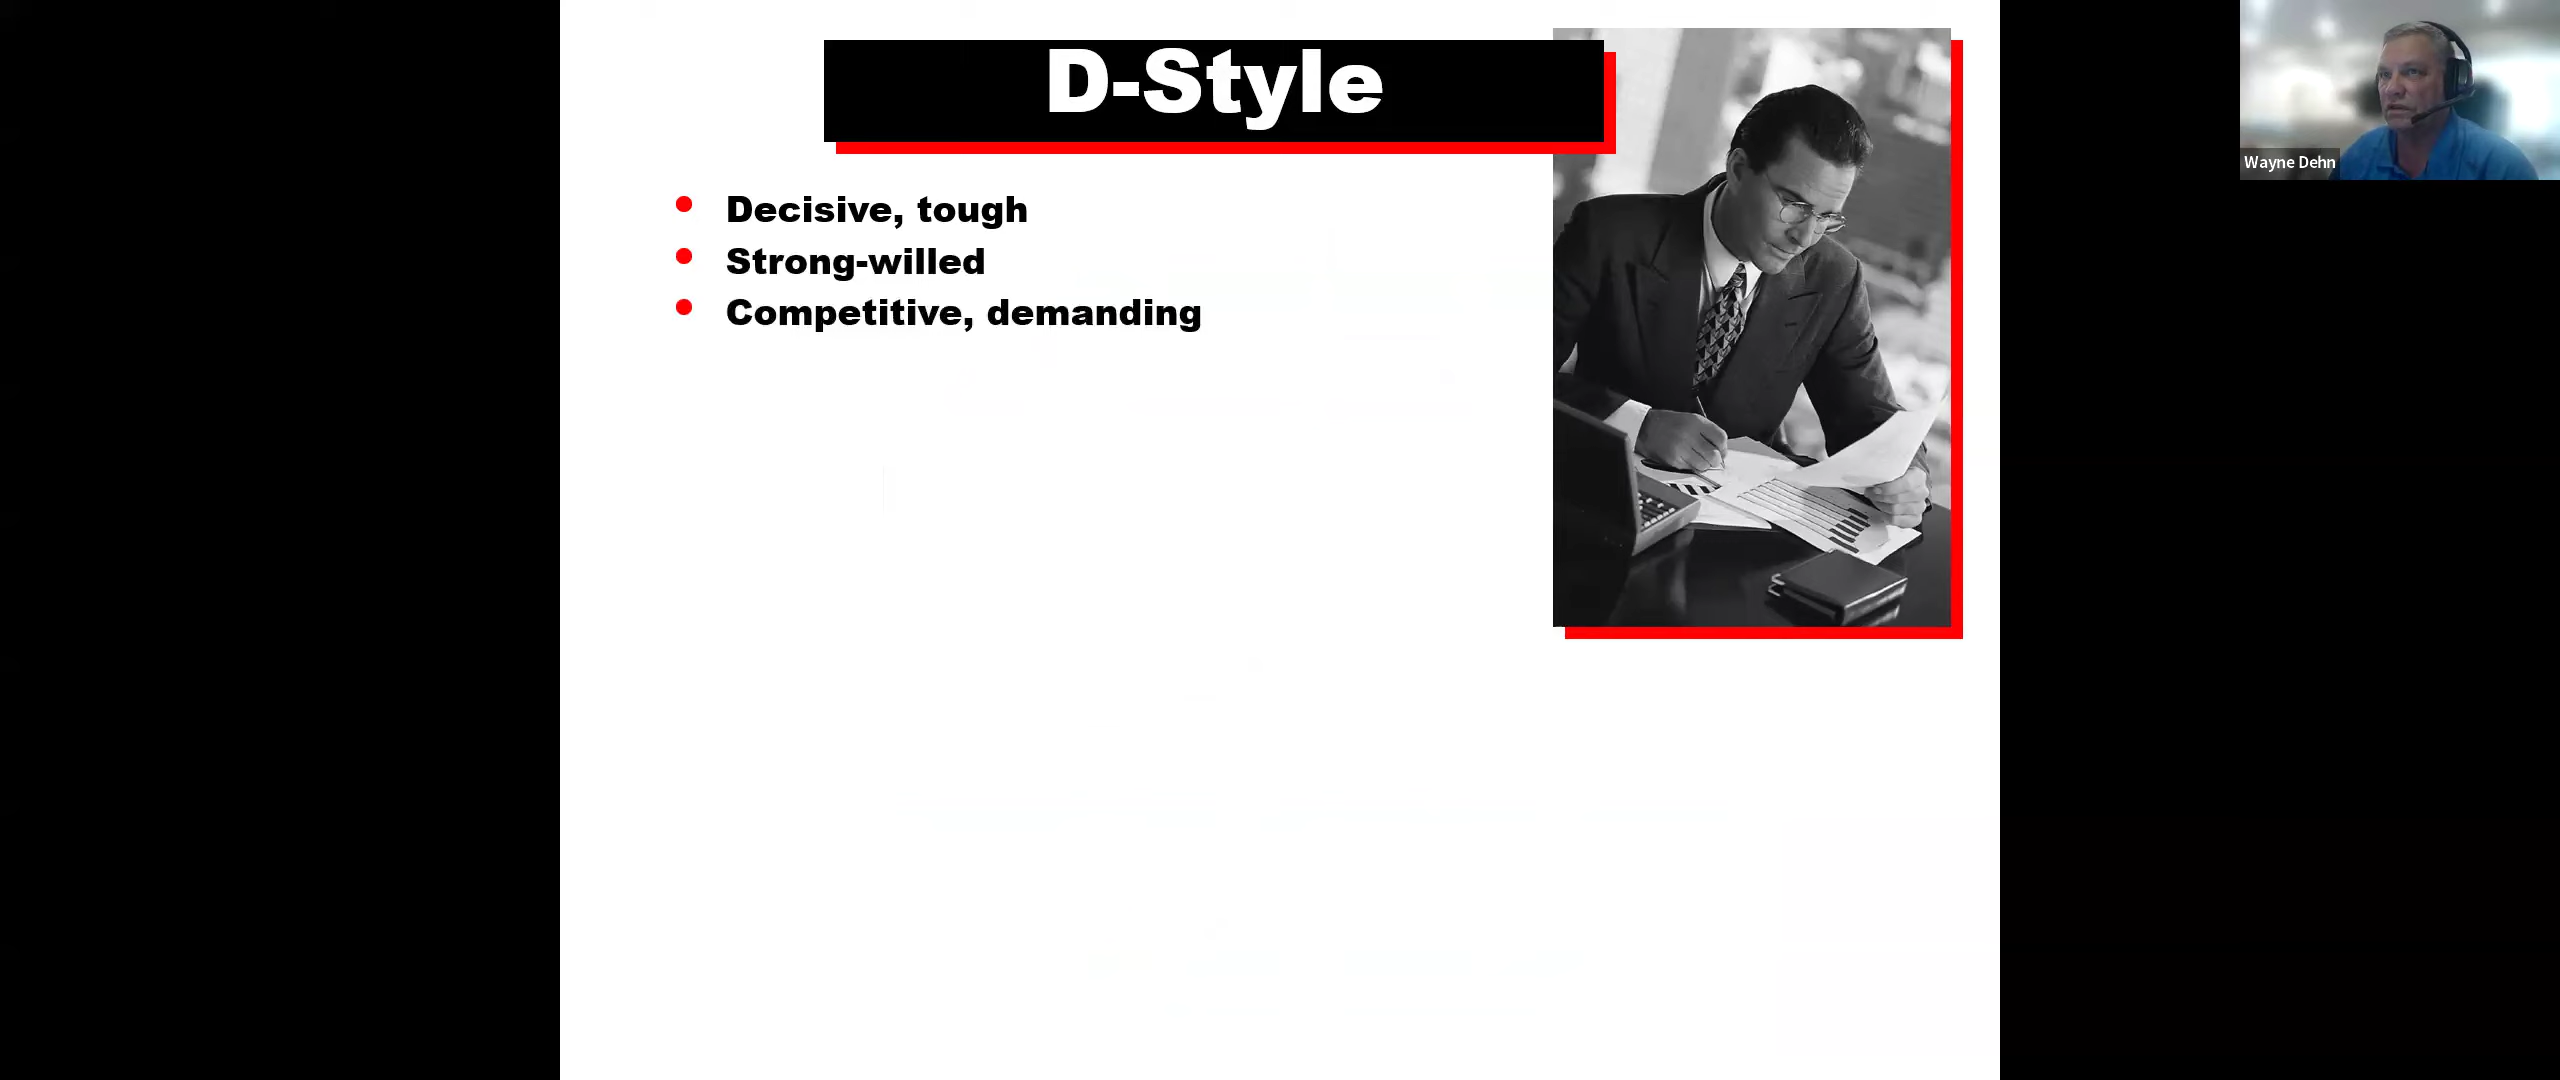 D-Style
Decisive, tough
Strong-willed
Competitive, demanding
Wayne Dehn